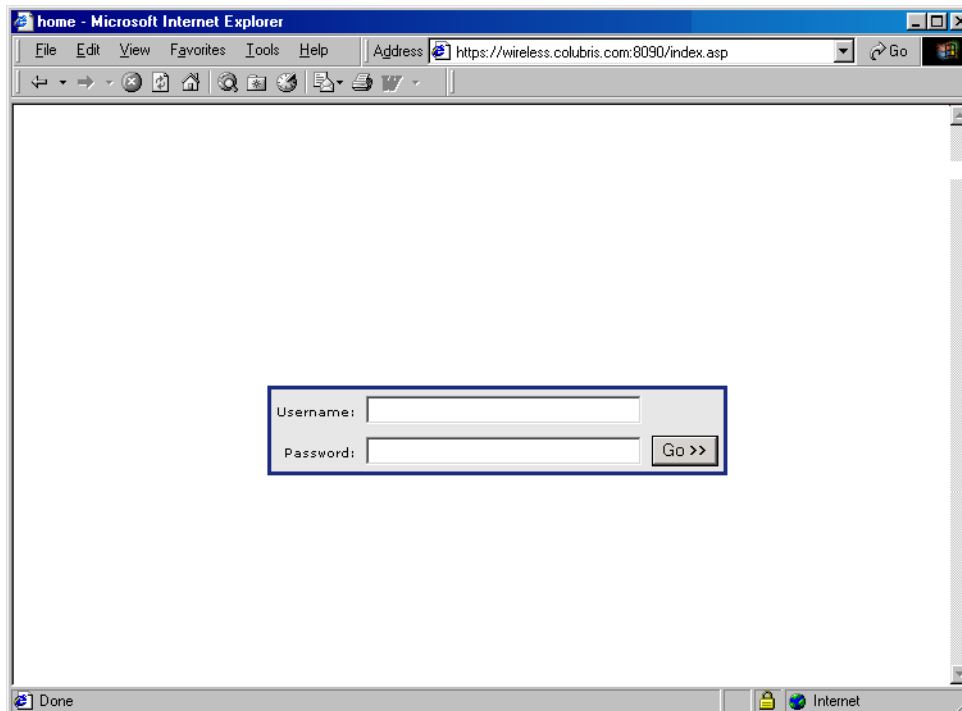 home - Microsoft Internet Explorer
File Edit View Favorites Tools Help Address https://wireless.colubris.com:8090/index.asp Go
Username:
Password: Go >>
Done Internet